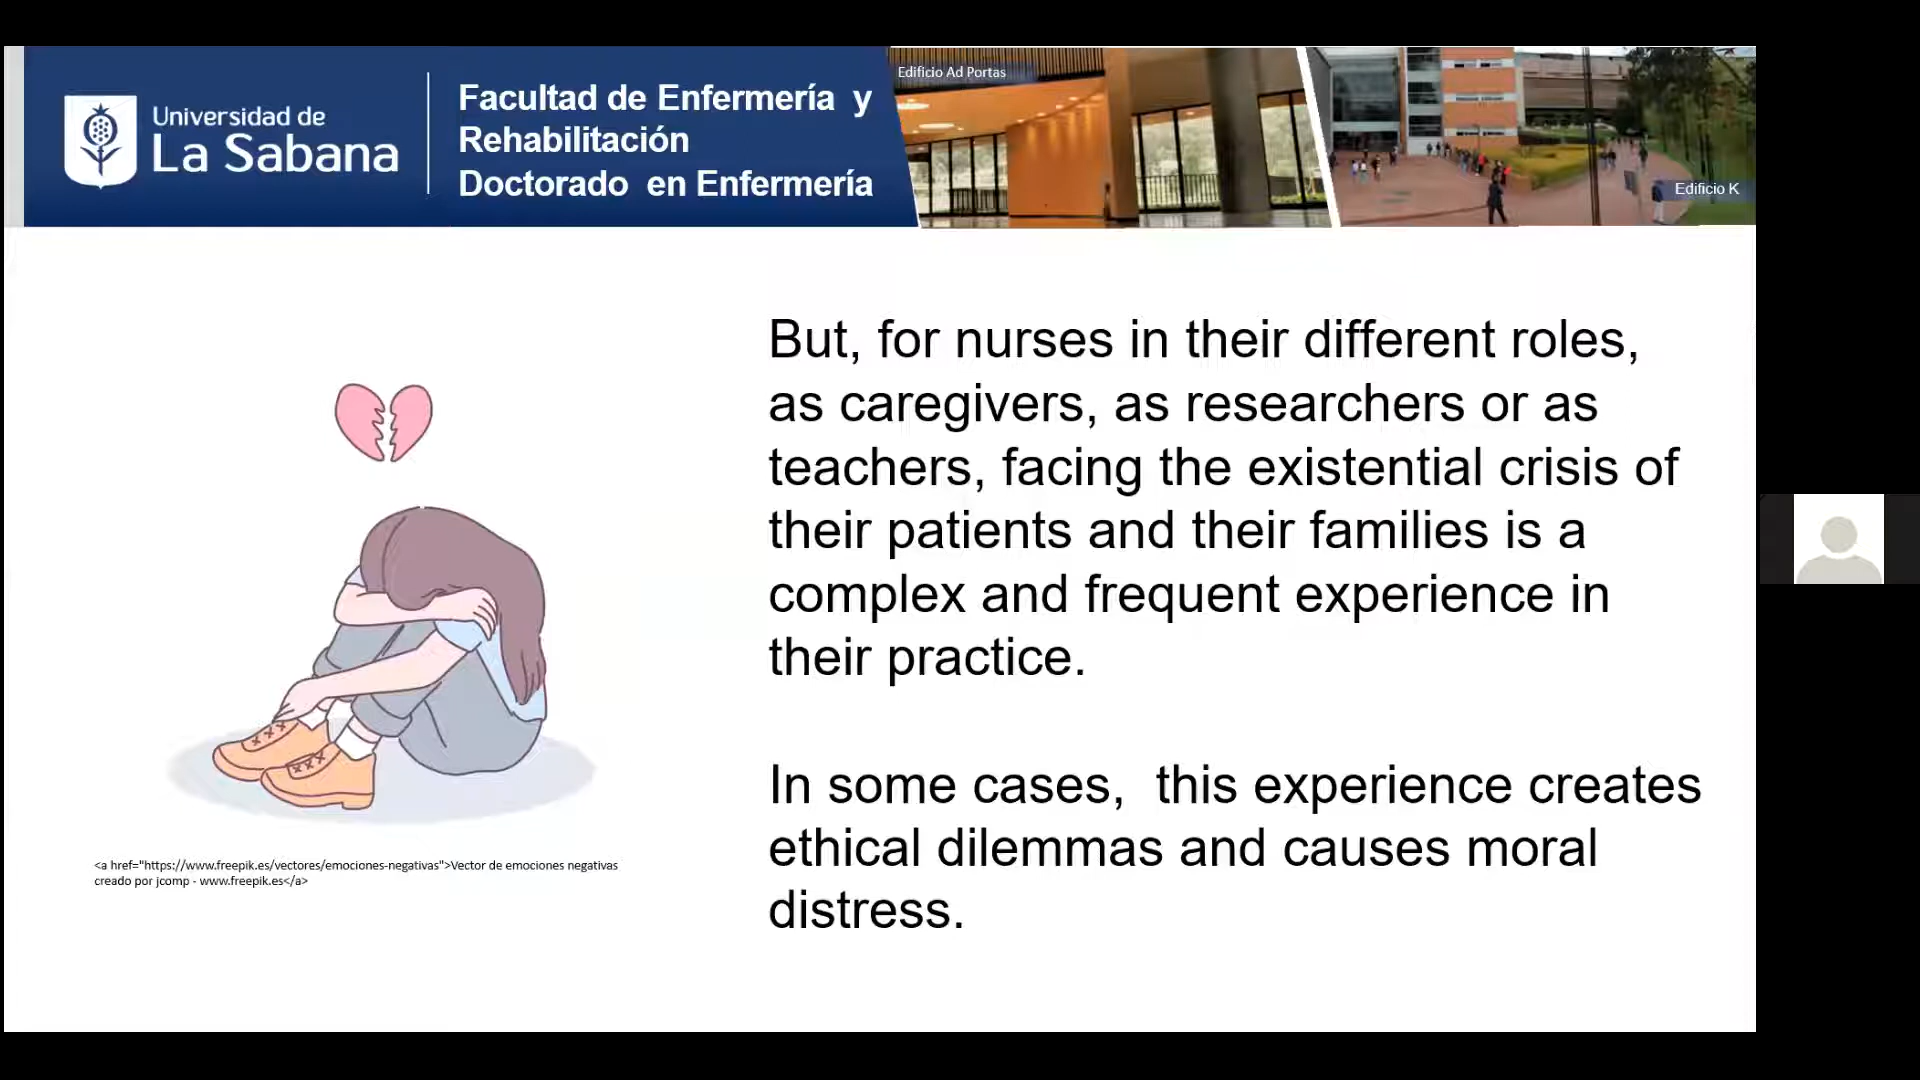 Universidad de
La Sabana
Facultad de Enfermería y
Rehabilitación
Doctorado en Enfermería
Edificio Ad Portas
Edificio K
But, for nurses in their different roles,
as caregivers, as researchers or as
teachers, facing the existential crisis of
their patients and their families is a
complex and frequent experience in
their practice.
In some cases, this experience creates
ethical dilemmas and causes moral
distress.
<a href="https://www.freepik.es/vectores/emociones-negativas">Vector de emociones negativas
creado por jcomp - www.freepik.es</a>